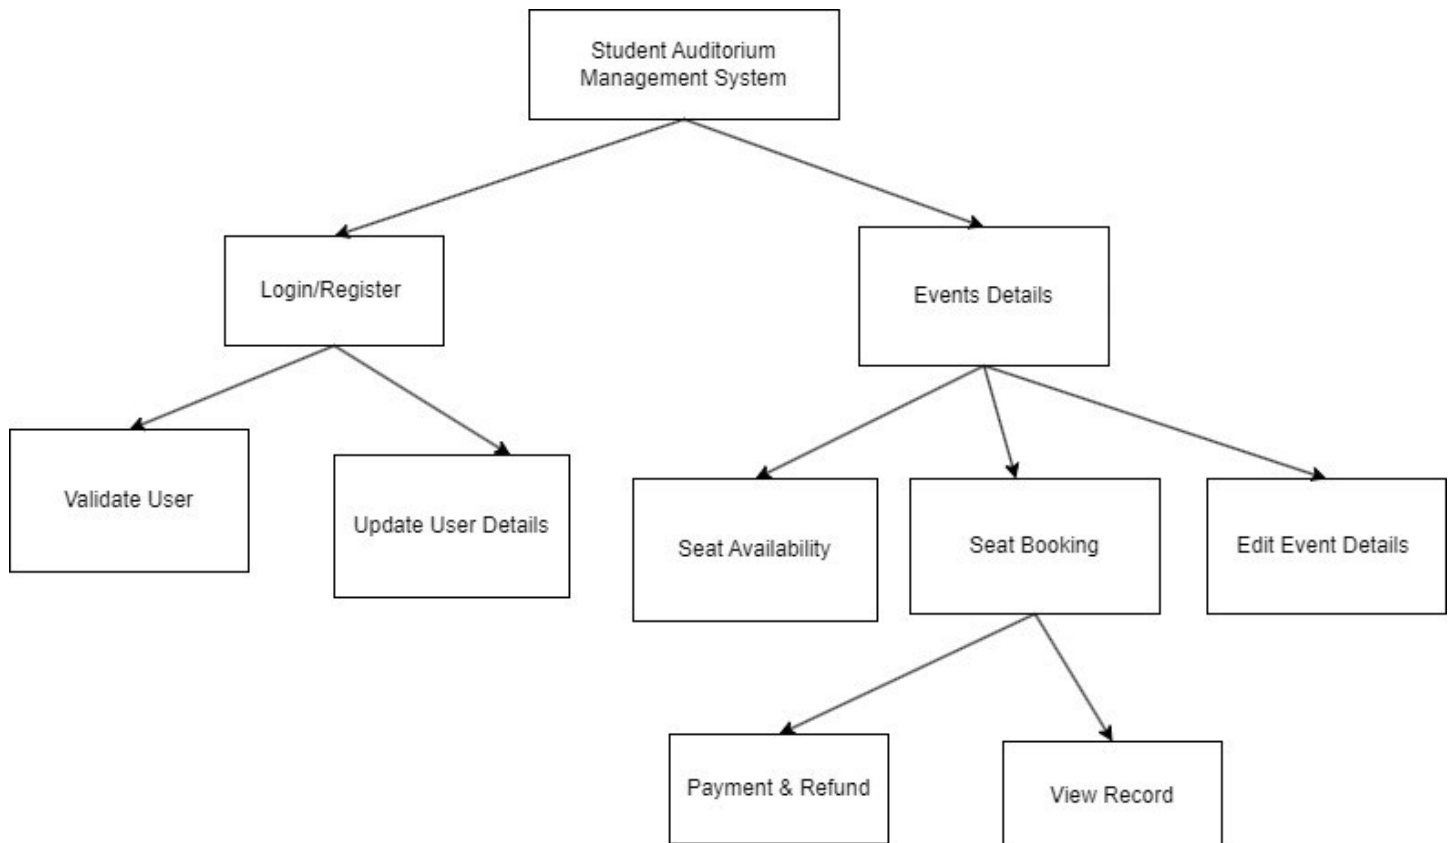 Student Auditorium
Management System
Login/Register
Events Details
Validate User
Update User Details
Seat Availability
Seat Booking
Edit Event Details
Payment & Refund
View Record